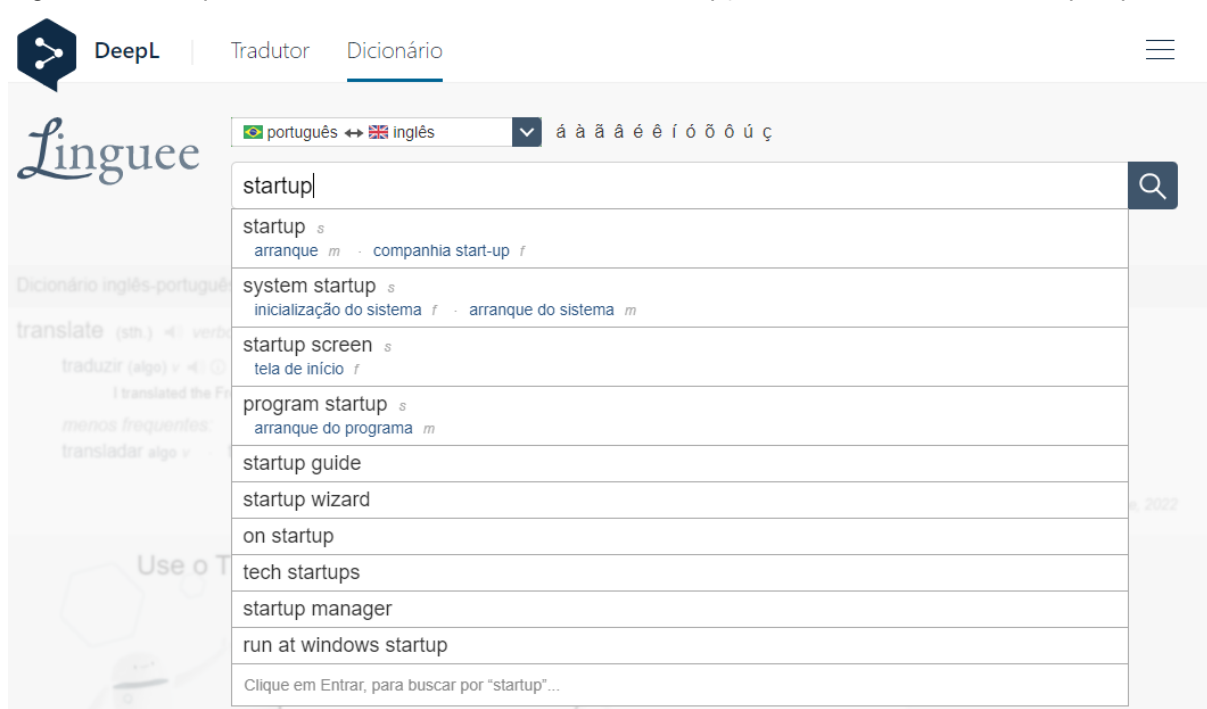 DeepL
Tradutor Dicionário
Linguee
português ↔ inglês
á à ã â é ê í ó õ ô ú ç
startup
startup s
arranque m · companhia start-up f
system startup s
inicialização do sistema f · arranque do sistema m
startup screen s
tela de início f
program startup s
arranque do programa m
startup guide
startup wizard
on startup
tech startups
startup manager
run at windows startup
Clique em Entrar, para buscar por “startup”...
Dicionário inglês-portuguê
translate (sth.) verbo
traduzir (algo) v
I translated the Fr
menos frequentes:
transladar algo v ·
2022
Use o T